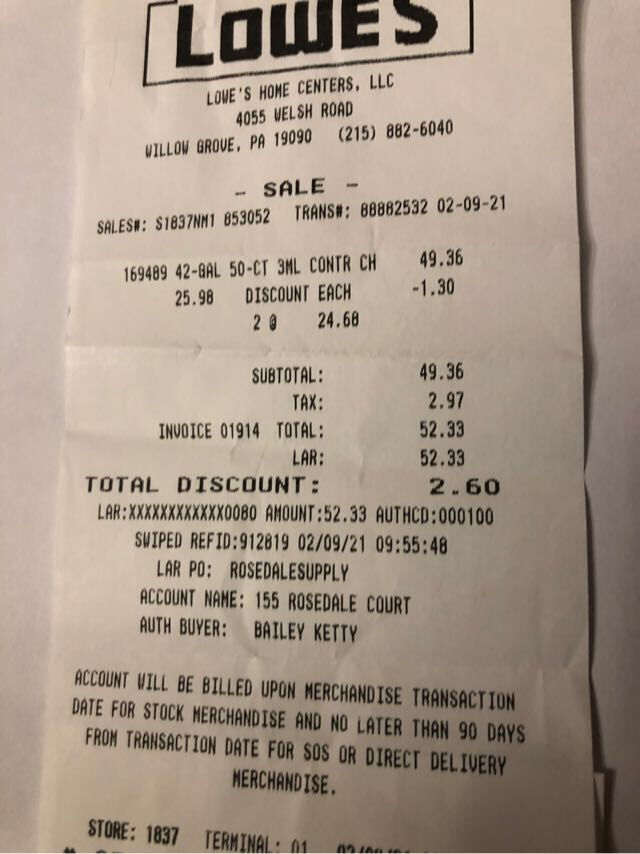 LOWE'S
LOWE'S HOME CENTERS, LLC
4055 WELSH ROAD
WILLOW GROVE, PA 19090 (215) 882-6040
- SALE -
SALES#: S1837NM1 853052 TRANS#: 88882532 02-09-21
169489 42-GAL 50-CT 3ML CONTR CH 49.36
25.98 DISCOUNT EACH -1.30
2 @ 24.68
SUBTOTAL: 49.36
TAX: 2.97
INVOICE 01914 TOTAL: 52.33
LAR: 52.33
TOTAL DISCOUNT: 2.60
LAR:XXXXXXXXXXXX0080 AMOUNT:52.33 AUTHCD:000100
SWIPED REFID:912819 02/09/21 09:55:48
LAR PO: ROSEDALESUPPLY
ACCOUNT NAME: 155 ROSEDALE COURT
AUTH BUYER: BAILEY KETTY
ACCOUNT WILL BE BILLED UPON MERCHANDISE TRANSACTION
DATE FOR STOCK MERCHANDISE AND NO LATER THAN 90 DAYS
FROM TRANSACTION DATE FOR SOS OR DIRECT DELIVERY
MERCHANDISE.
STORE: 1837 TERMINAL: 01